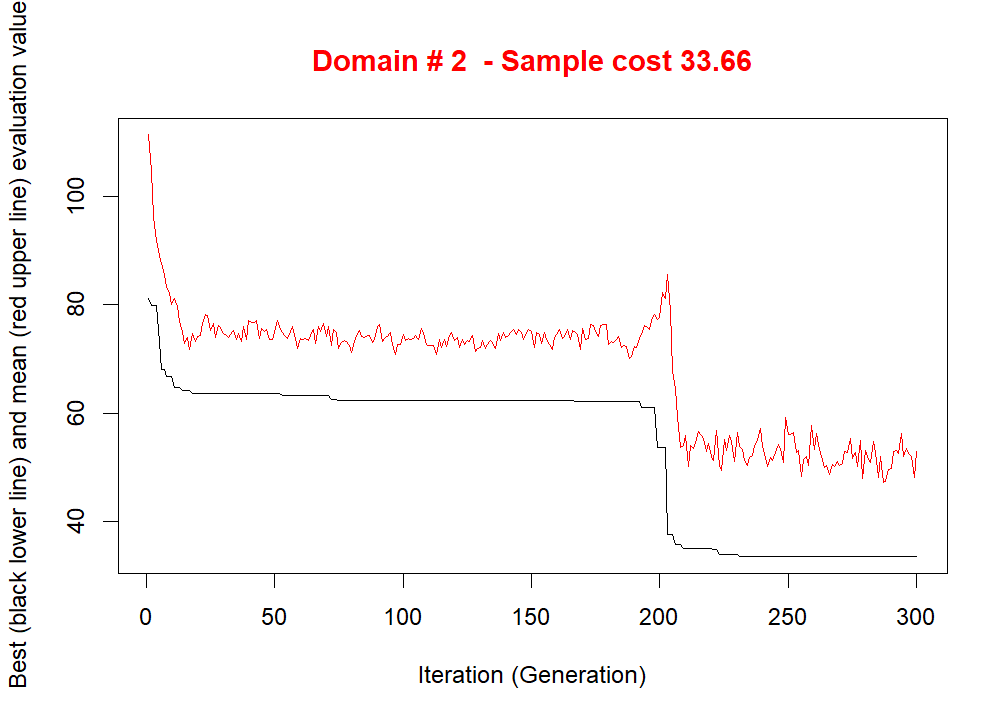 Domain # 2  - Sample cost 33.66
Best (black lower line) and mean (red upper line) evaluation value
100
80
60
40
0 50 100 150 200 250 300
Iteration (Generation)